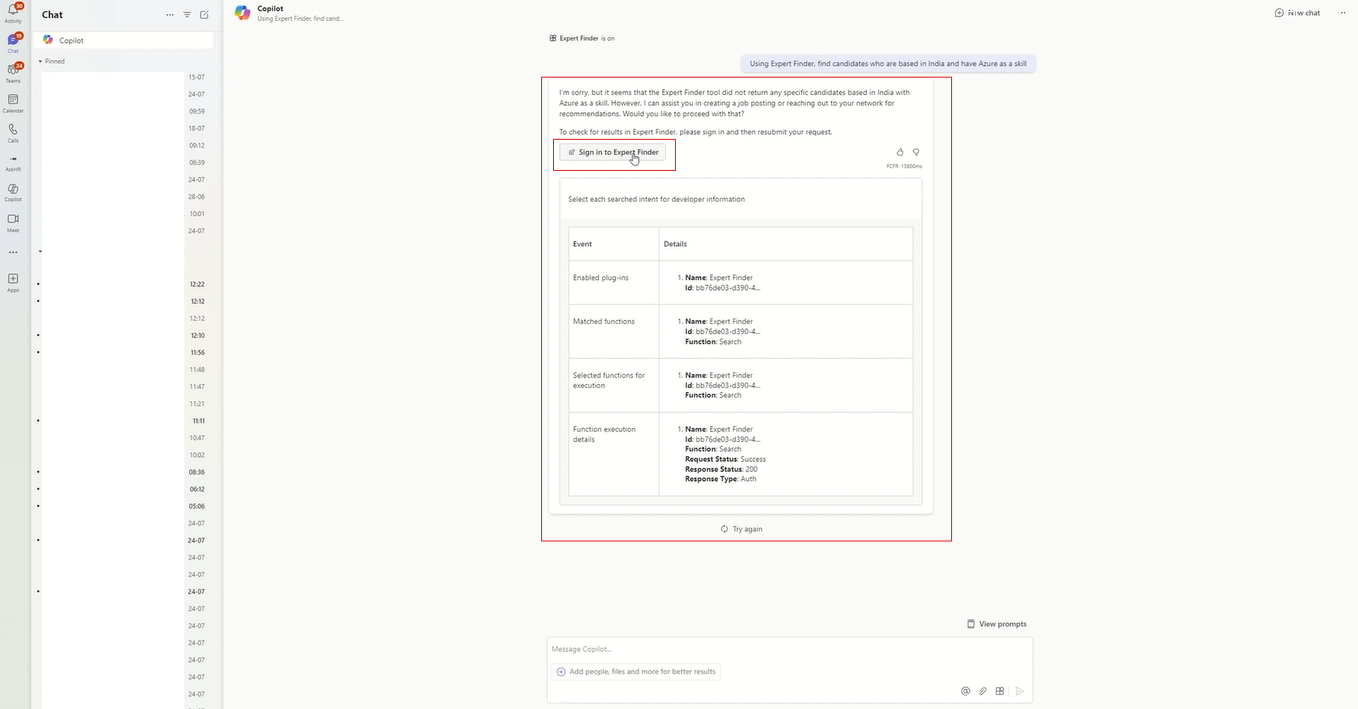 30
Activity
Chat
19
Chat
24
Teams
Calendar
Calls
AskHR
Copilot
Meet
Apps
Copilot
Pinned
15-07
24-07
09:59
18-07
09:12
06:39
24-07
28-06
10:01
24-07
12:22
12:12
12:12
12:10
11:56
11:48
11:47
11:21
11:11
10:47
10:02
08:36
06:12
05:06
24-07
24-07
24-07
24-07
24-07
24-07
24-07
24-07
24-07
24-07
24-07
Copilot
Using Expert Finder, find cand...
New chat
Expert Finder is on
Using Expert Finder, find candidates who are based in India and have Azure as a skill
I'm sorry, but it seems that the Expert Finder tool did not return any specific candidates based in India with
Azure as a skill. However, I can assist you in creating a job posting or reaching out to your network for
recommendations. Would you like to proceed with that?
To check for results in Expert Finder, please sign in and then resubmit your request.
Sign in to Expert Finder
FCFR: 13800ms
Select each searched intent for developer information
Event Details
Enabled plug-ins
1. Name: Expert Finder
Id: bb76de03-d390-4...
Matched functions
1. Name: Expert Finder
Id: bb76de03-d390-4...
Function: Search
Selected functions for
execution
1. Name: Expert Finder
Id: bb76de03-d390-4...
Function: Search
Function execution
details
1. Name: Expert Finder
Id: bb76de03-d390-4...
Function: Search
Request Status: Success
Response Status: 200
Response Type: Auth
Try again
View prompts
Message Copilot...
Add people, files and more for better results